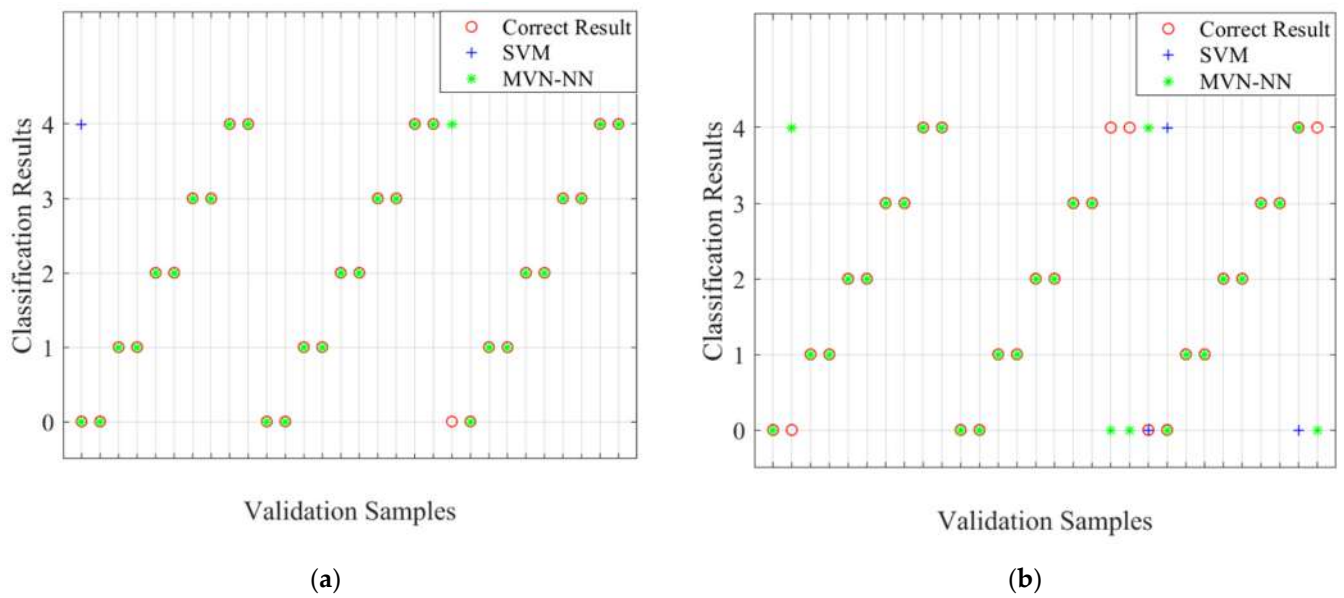 Correct Result
SVM
MVN-NN
Classification Results
4
3
2
1
0
Validation Samples
(a)
Correct Result
SVM
MVN-NN
Classification Results
4
3
2
1
0
Validation Samples
(b)